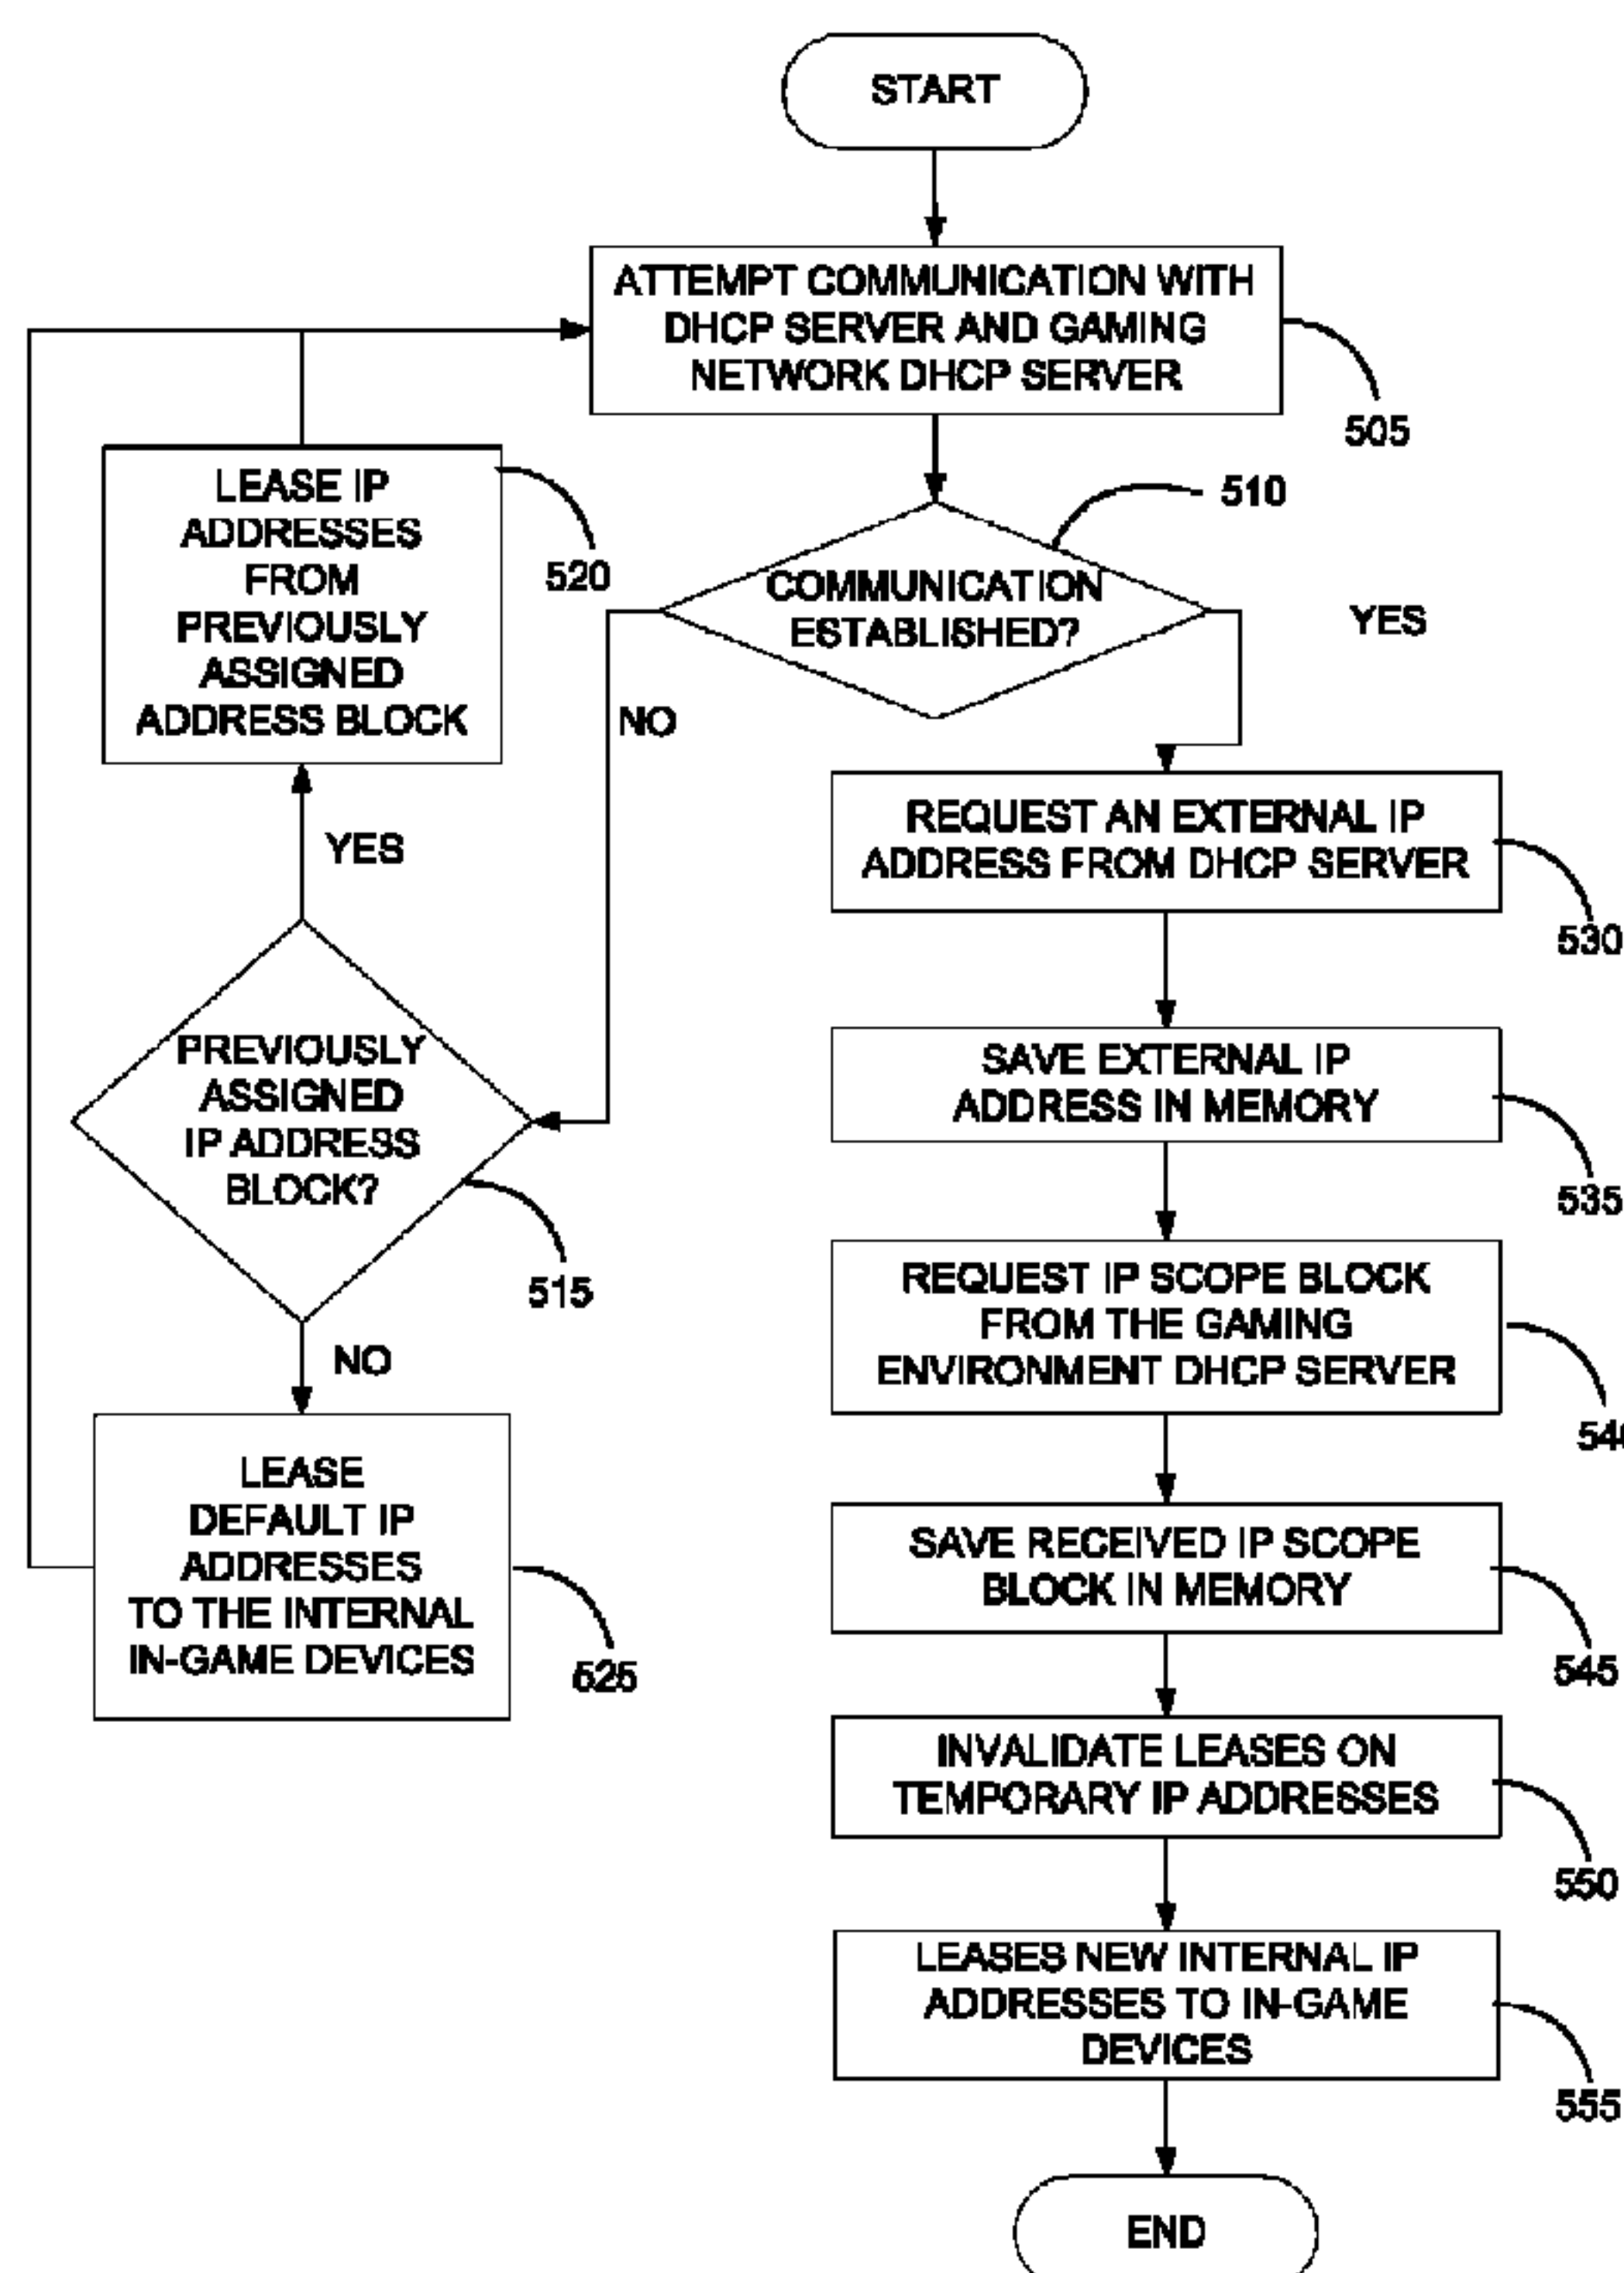 START
ATTEMPT COMMUNICATION WITH
DHCP SERVER AND GAMING
NETWORK DHCP SERVER
505
LEASE IP
ADDRESSES
FROM
PREVIOUSLY
ASSIGNED
ADDRESS BLOCK
520
510
COMMUNICATION
ESTABLISHED?
YES
NO
REQUEST AN EXTERNAL IP
ADDRESS FROM DHCP SERVER
530
YES
PREVIOUSLY
ASSIGNED
IP ADDRESS
BLOCK?
515
SAVE EXTERNAL IP
ADDRESS IN MEMORY
535
REQUEST IP SCOPE BLOCK
FROM THE GAMING
ENVIRONMENT DHCP SERVER
NO
LEASE
DEFAULT IP
ADDRESSES
TO THE INTERNAL
IN-GAME DEVICES
525
SAVE RECEIVED IP SCOPE
BLOCK IN MEMORY
545
INVALIDATE LEASES ON
TEMPORARY IP ADDRESSES
550
LEASES NEW INTERNAL IP
ADDRESSES TO IN-GAME
DEVICES
555
END